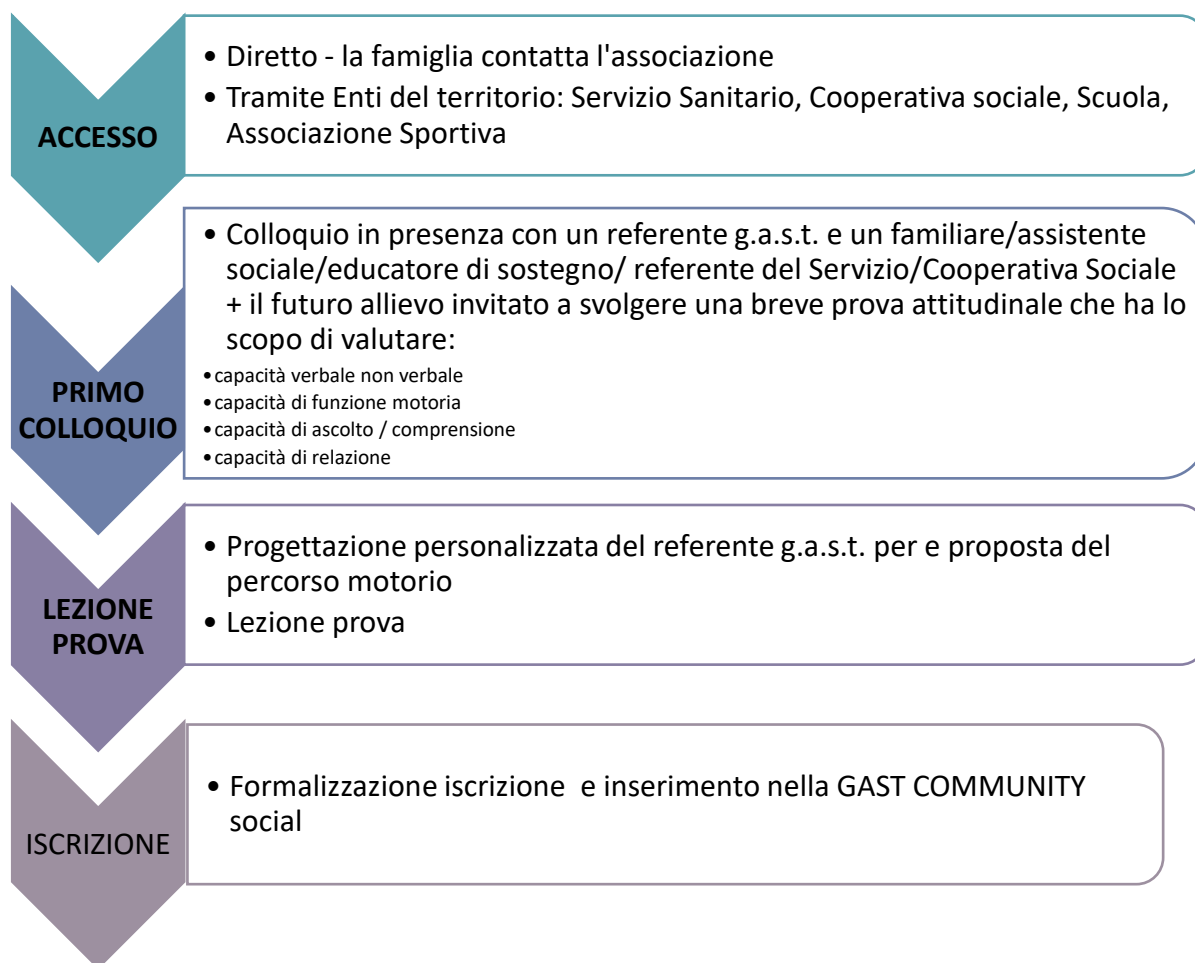 ACCESSO
• Diretto - la famiglia contatta l'associazione
• Tramite Enti del territorio: Servizio Sanitario, Cooperativa sociale, Scuola,
Associazione Sportiva
PRIMO
COLLOQUIO
• Colloquio in presenza con un referente g.a.s.t. e un familiare/assistente
sociale/educatore di sostegno/ referente del Servizio/Cooperativa Sociale
+ il futuro allievo invitato a svolgere una breve prova attitudinale che ha lo
scopo di valutare:
•capacità verbale non verbale
•capacità di funzione motoria
•capacità di ascolto / comprensione
•capacità di relazione
LEZIONE
PROVA
• Progettazione personalizzata del referente g.a.s.t. per e proposta del
percorso motorio
• Lezione prova
ISCRIZIONE
• Formalizzazione iscrizione  e inserimento nella GAST COMMUNITY
social